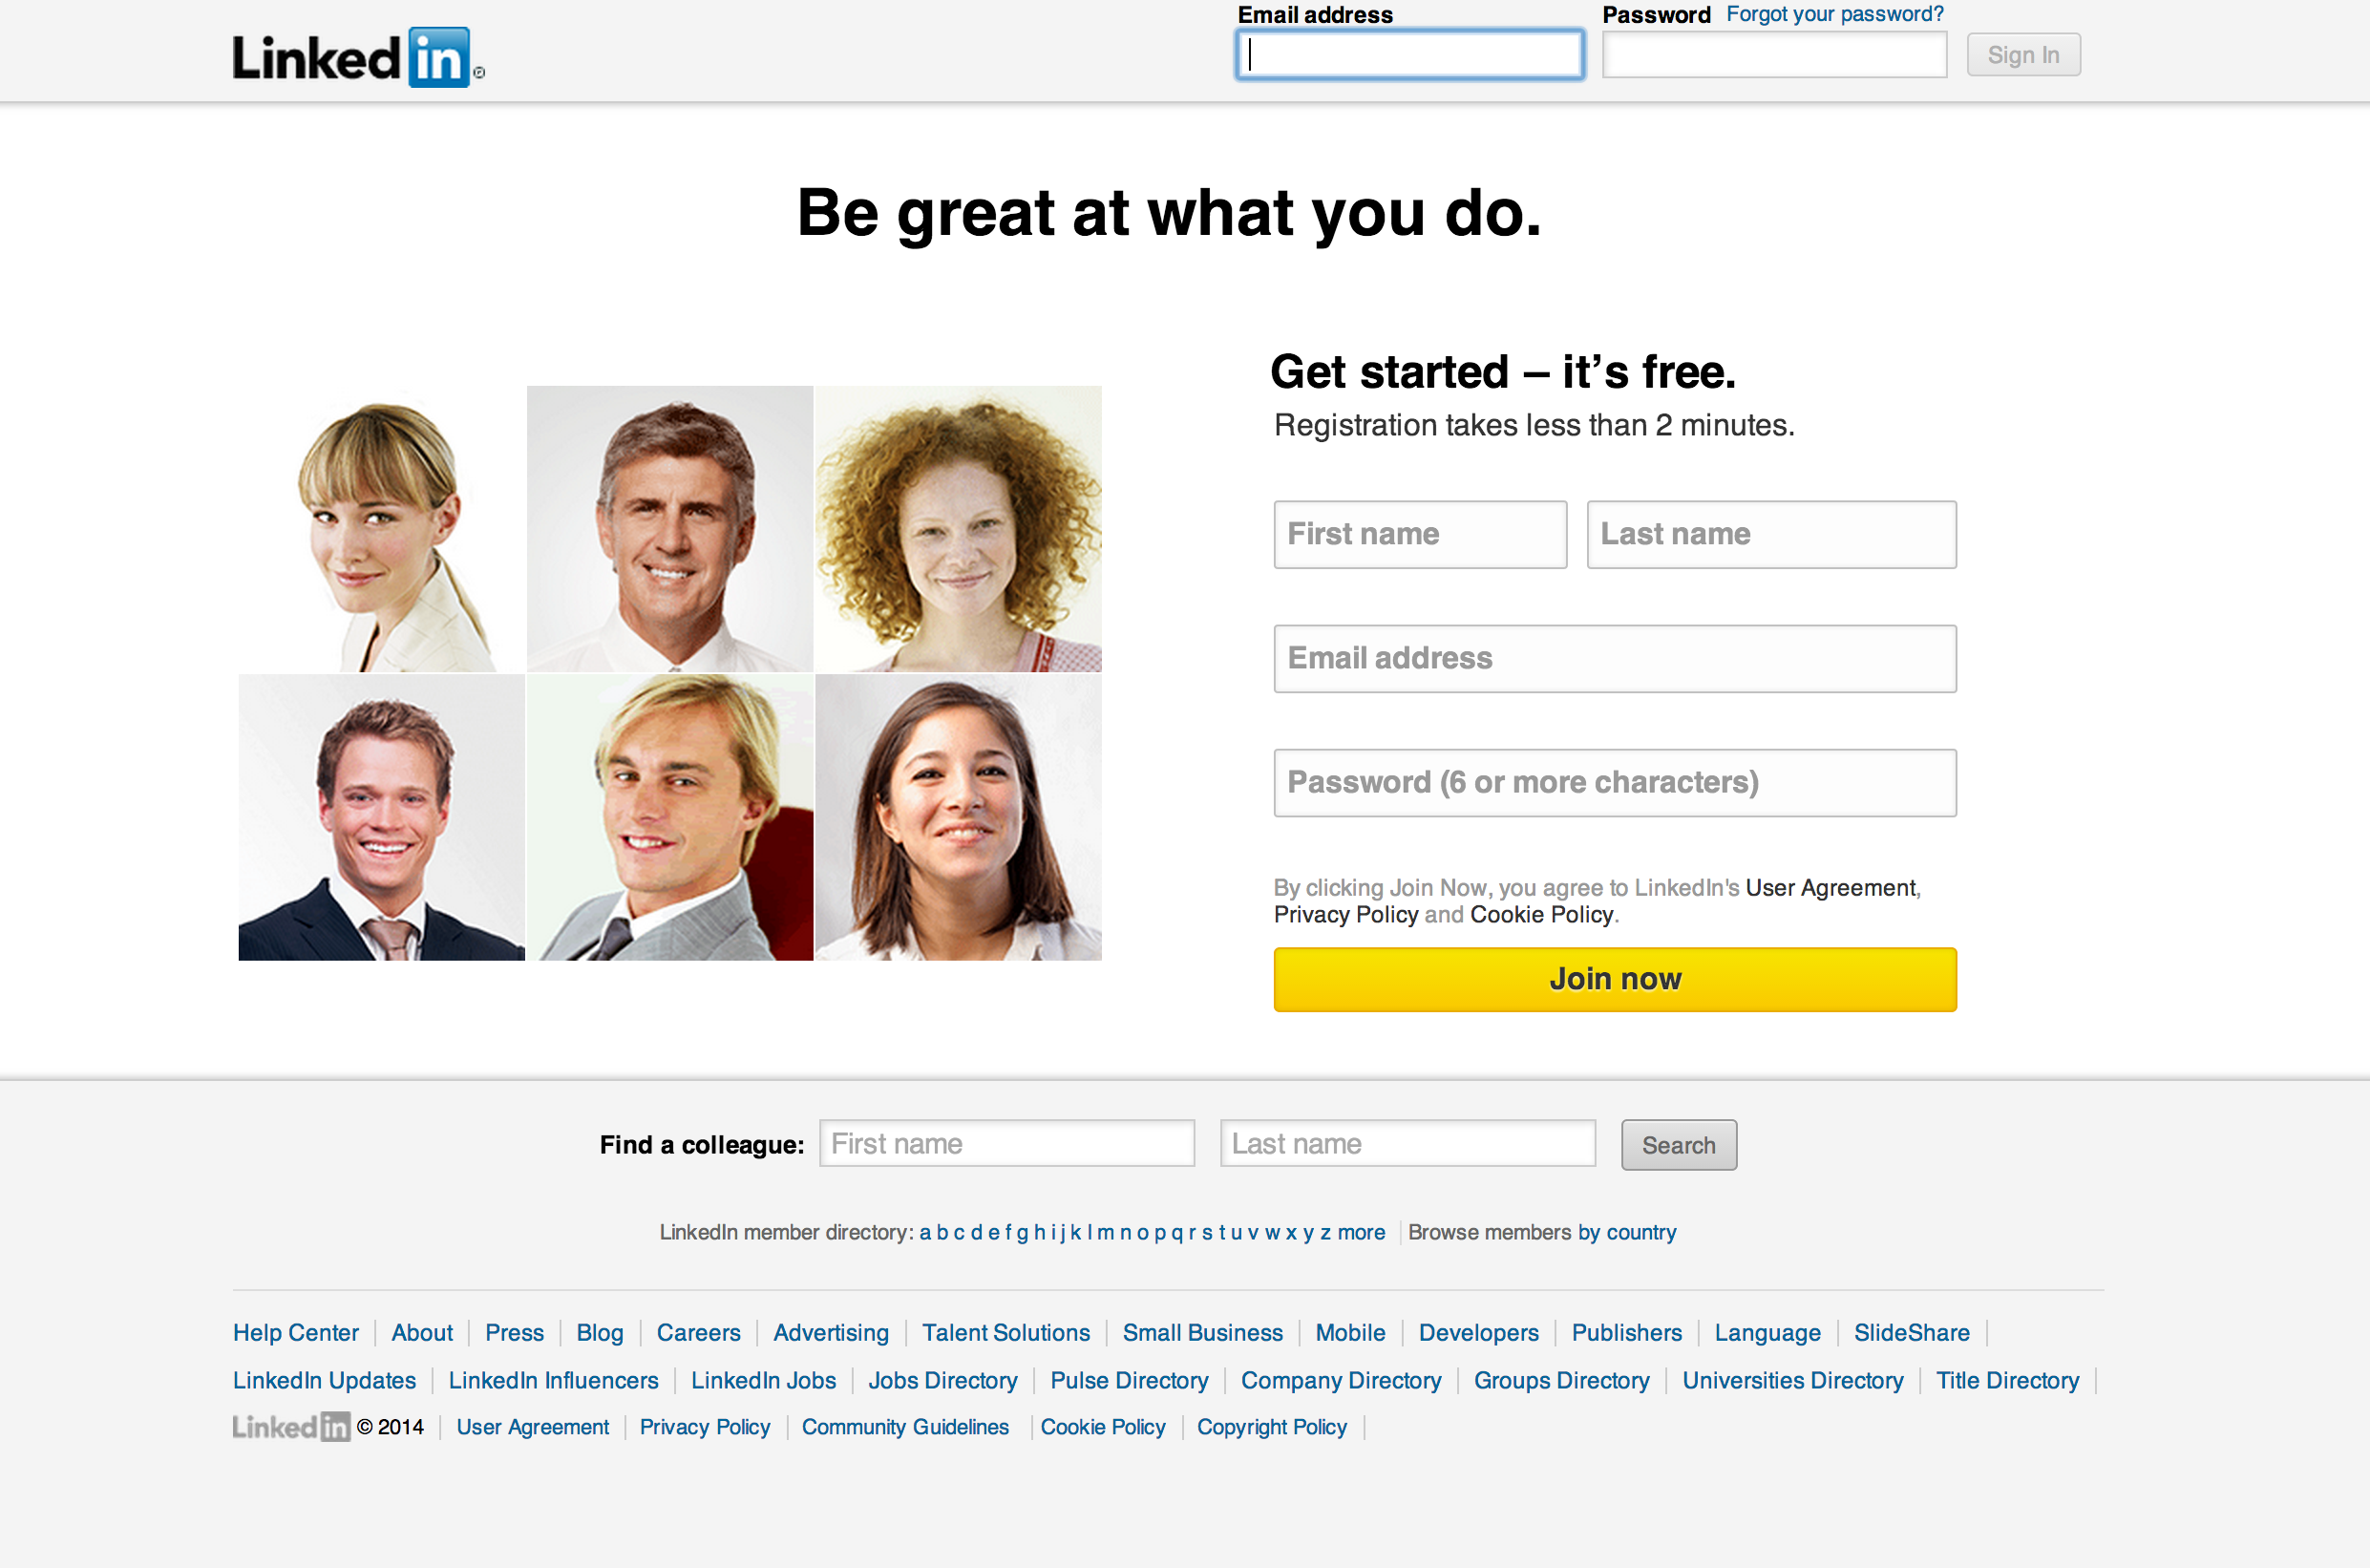 Linked in ®
Email address
Password Forgot your password?
Sign In
Be great at what you do.
Get started – it’s free.
Registration takes less than 2 minutes.
First name
Last name
Email address
Password (6 or more characters)
By clicking Join Now, you agree to LinkedIn's User Agreement,
Privacy Policy and Cookie Policy.
Join now
Find a colleague: First name Last name Search
LinkedIn member directory: a b c d e f g h i j k l m n o p q r s t u v w x y z more Browse members by country
Help Center About Press Blog Careers Advertising Talent Solutions Small Business Mobile Developers Publishers Language SlideShare
LinkedIn Updates LinkedIn Influencers LinkedIn Jobs Jobs Directory Pulse Directory Company Directory Groups Directory Universities Directory Title Directory
Linked in © 2014 User Agreement Privacy Policy Community Guidelines Cookie Policy Copyright Policy